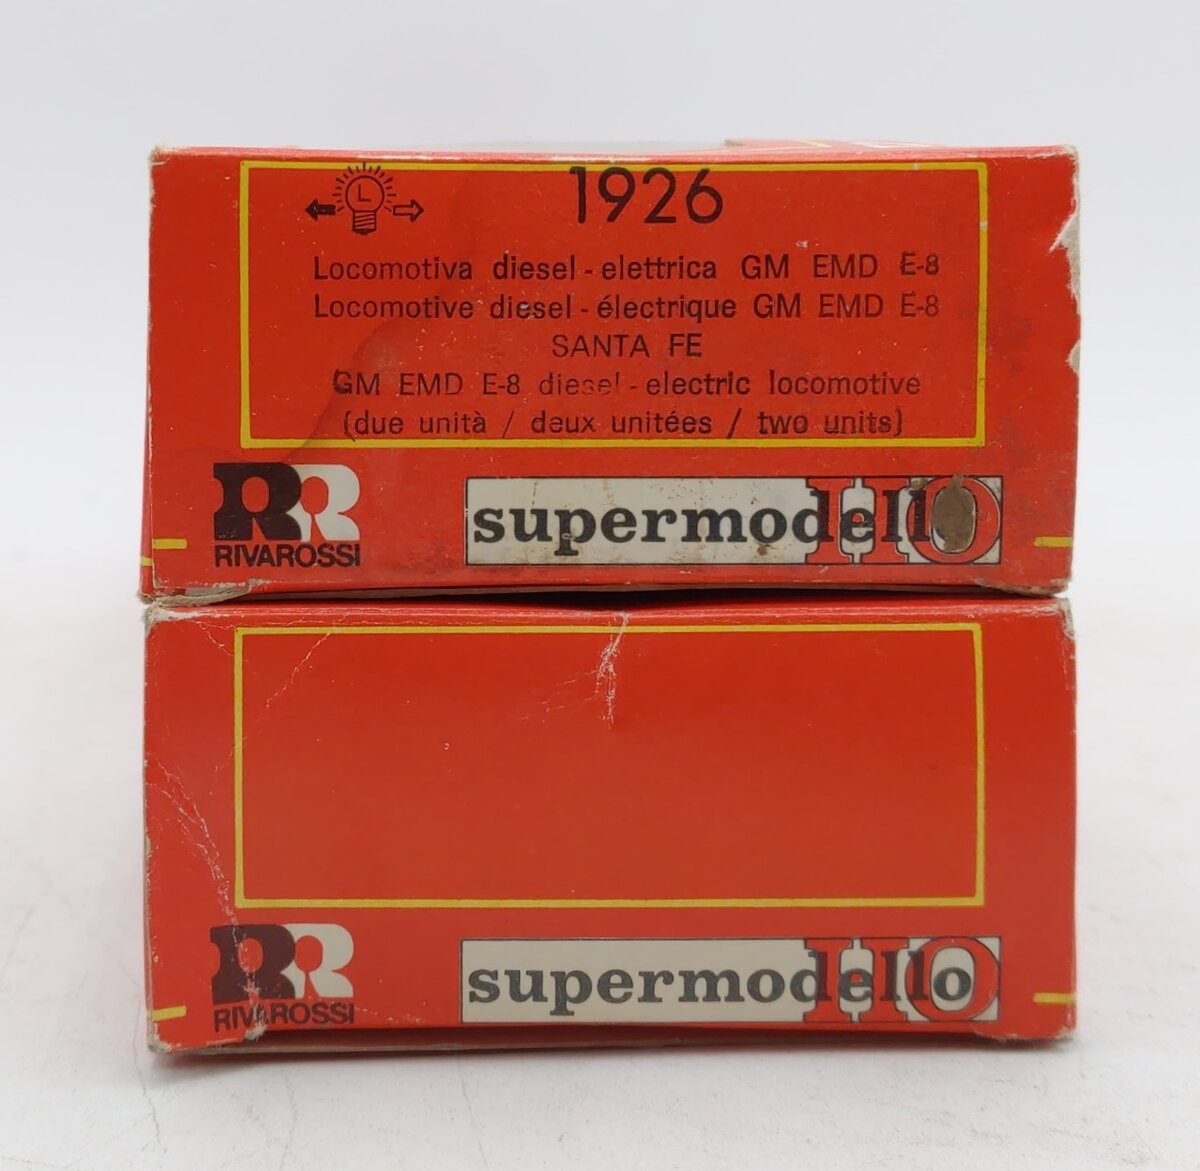 L
1926
Locomotiva diesel-elettrica GM EMD E-8
Locomotive diesel-électrique GM EMD E-8
SANTA FE
GM EMD E-8 diesel-electric locomotive
(due unità / deux unitées / two units)
RR
RIVAROSSI
supermodello HO
RR
RIVAROSSI
supermodello HO